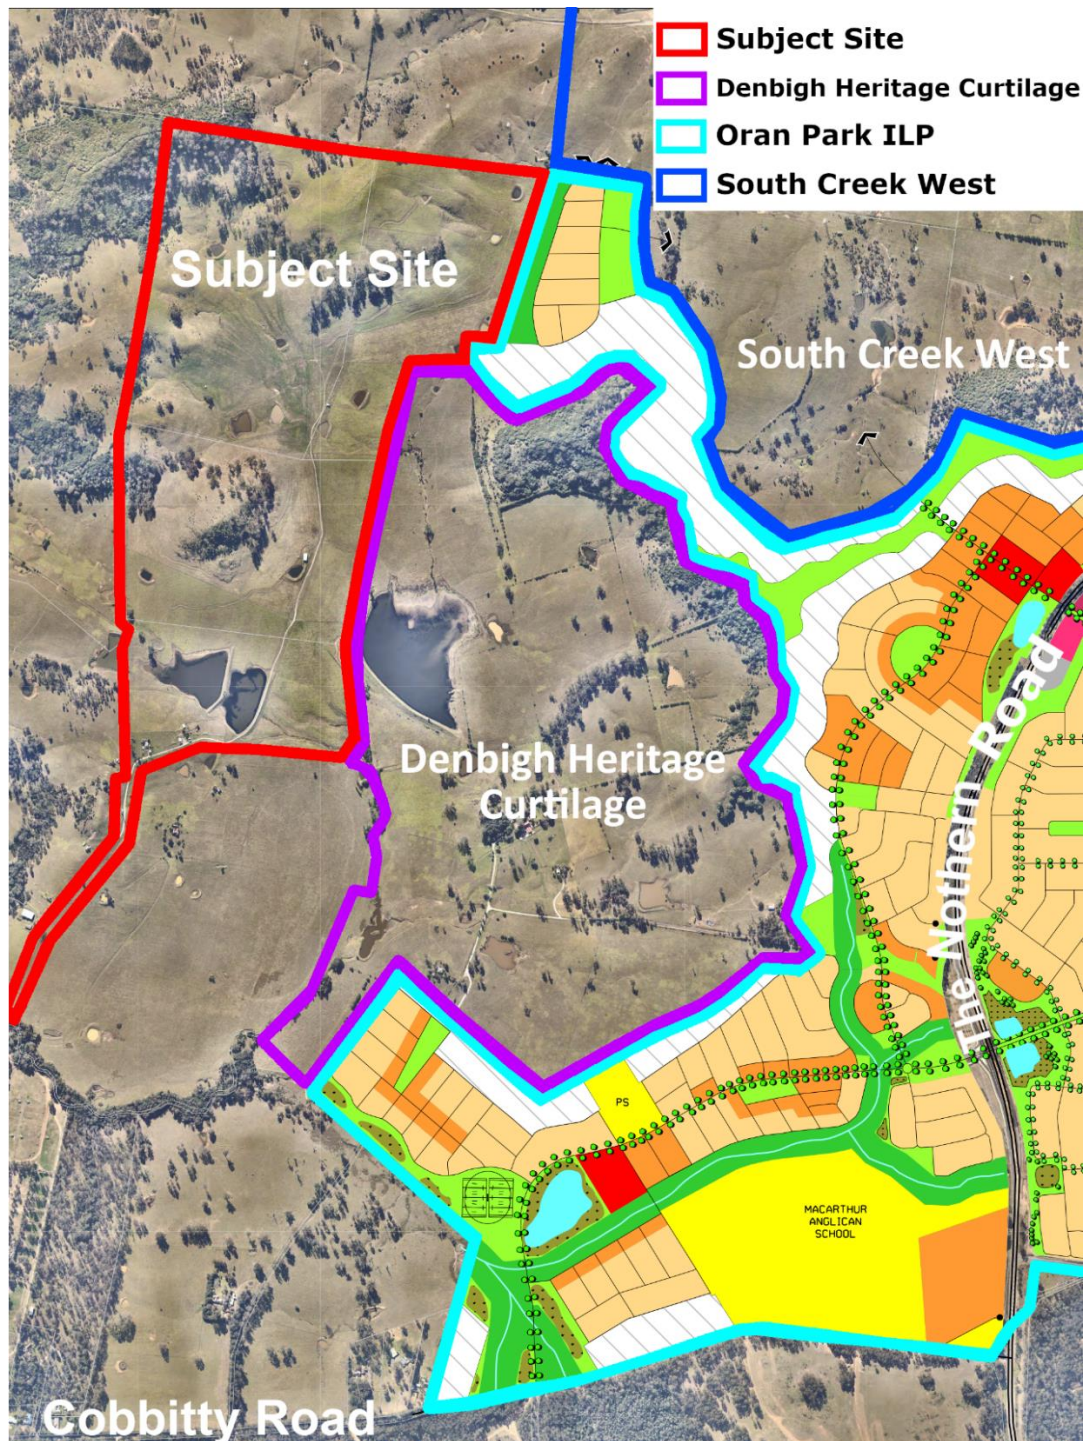 Subject Site
Denbigh Heritage Curtilage
Oran Park ILP
South Creek West
Subject Site
South Creek West
Denbigh Heritage
Curtilage
The Nothern Road
PS
MACARTHUR
ANGLICAN
SCHOOL
Cobbitty Road